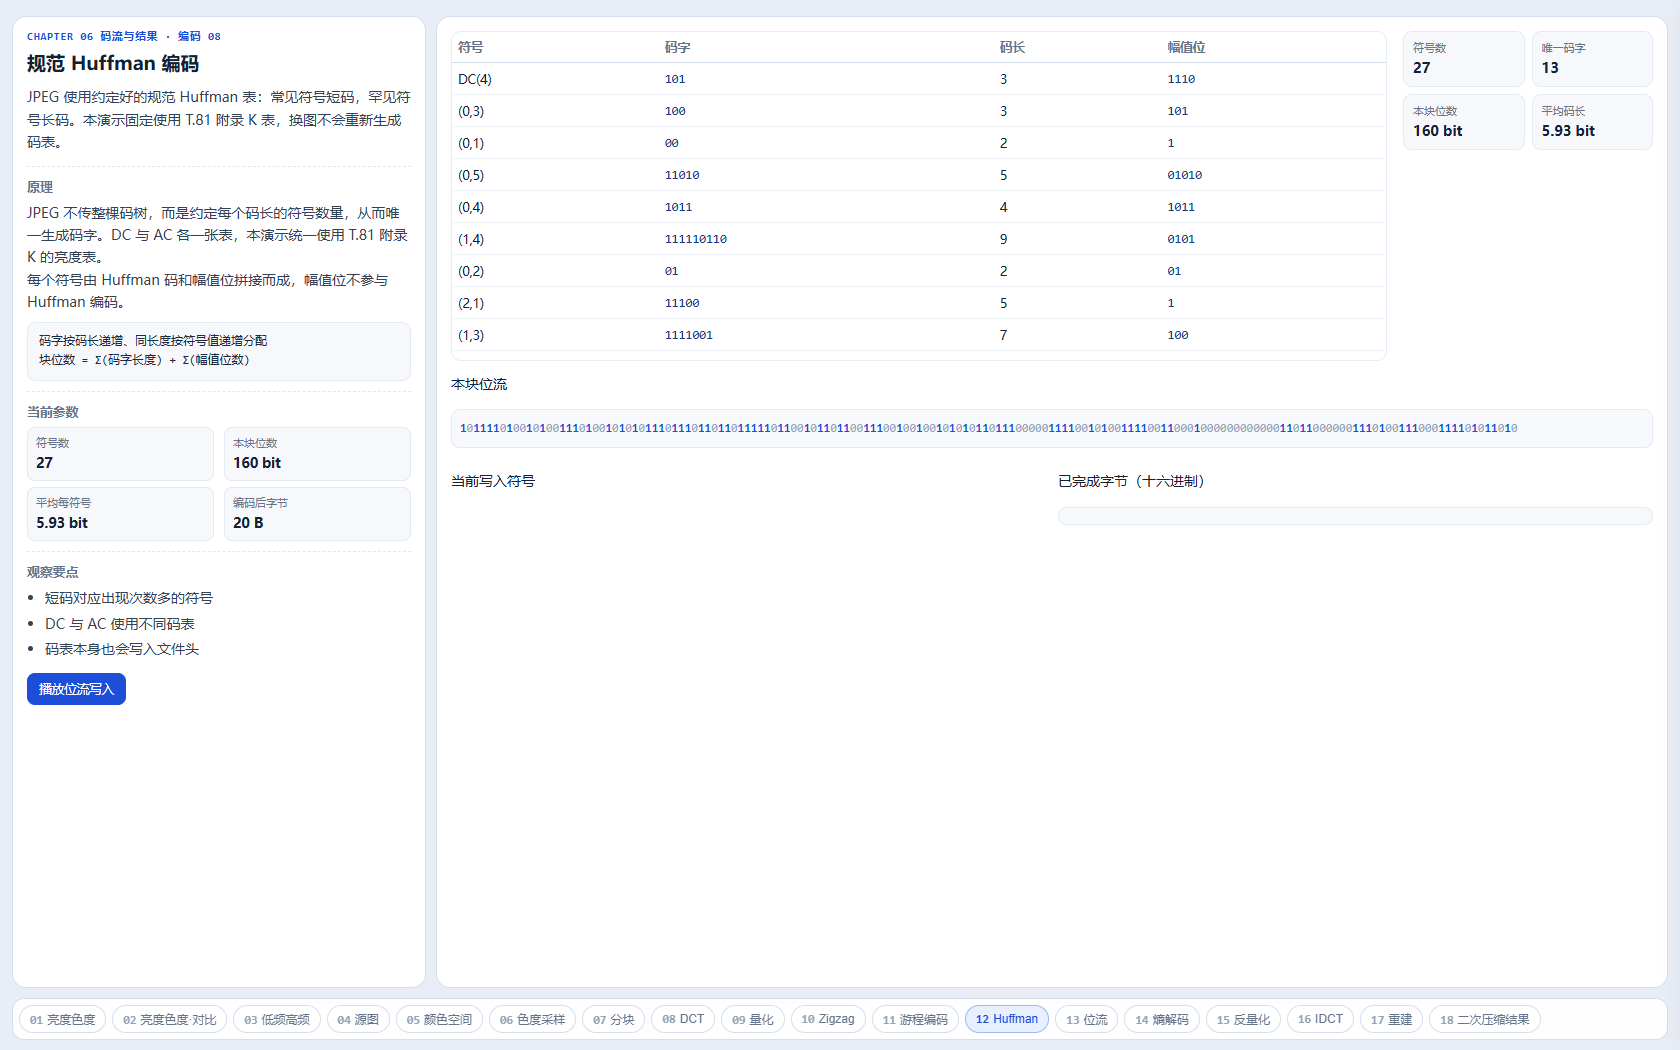 CHAPTER 06 码流与结果 · 编码 08
规范 Huffman 编码
JPEG 使用约定好的规范 Huffman 表：常见符号短码，罕见符
号长码。本演示固定使用 T.81 附录 K 表，换图不会重新生成
码表。
原理
JPEG 不传整棵码树，而是约定每个码长的符号数量，从而唯
一生成码字。DC 与 AC 各一张表，本演示统一使用 T.81 附录
K 的亮度表。
每个符号由 Huffman 码和幅值位拼接而成，幅值位不参与
Huffman 编码。
码字按码长递增、同长度按符号值递增分配
块位数 = Σ(码字长度) + Σ(幅值位数)
当前参数
符号数
27
本块位数
160 bit
平均每符号
5.93 bit
编码后字节
20 B
观察要点
• 短码对应出现次数多的符号
• DC 与 AC 使用不同码表
• 码表本身也会写入文件头
播放位流写入
符号 码字 码长 幅值位
DC(4) 101 3 1110
(0,3) 100 3 101
(0,1) 00 2 1
(0,5) 11010 5 01010
(0,4) 1011 4 1011
(1,4) 111110110 9 0101
(0,2) 01 2 01
(2,1) 11100 5 1
(1,3) 1111001 7 100
符号数
27
唯一码字
13
本块位数
160 bit
平均码长
5.93 bit
本块位流
当前写入符号
已完成字节（十六进制）
01 亮度色度
02 亮度色度·对比
03 低频高频
04 源图
05 颜色空间
06 色度采样
07 分块
08 DCT
09 量化
10 Zigzag
11 游程编码
12 Huffman
13 位流
14 熵解码
15 反量化
16 IDCT
17 重建
18 二次压缩结果